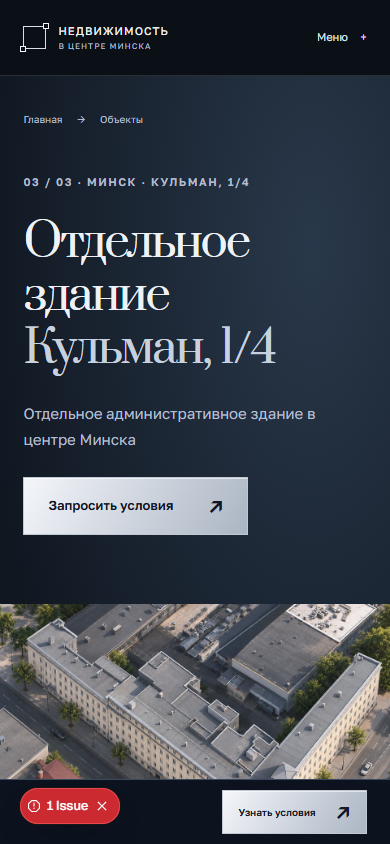 НЕДВИЖИМОСТЬ
В ЦЕНТРЕ МИНСКА
Меню +
Главная → Объекты
03 / 03 · МИНСК · КУЛЬМАН, 1/4
Отдельное
здание
Кульман, 1/4
Отдельное административное здание в
центре Минска
Запросить условия
1 Issue
Узнать условия